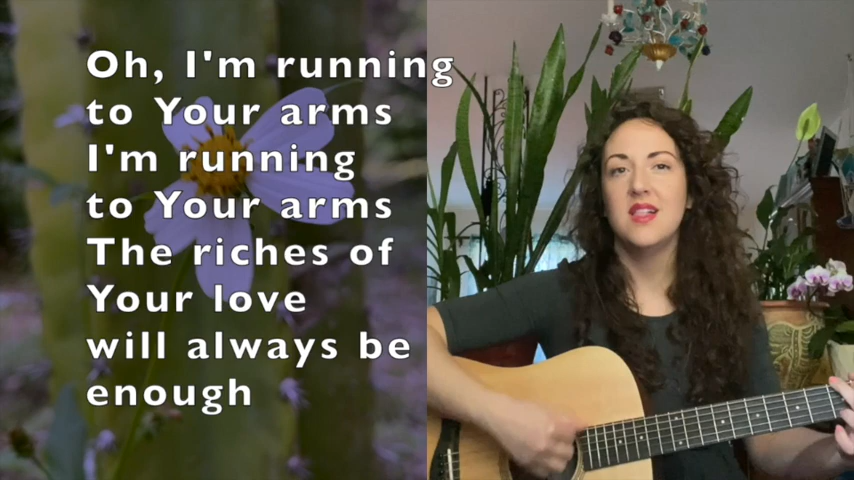 Oh, I'm running
to Your arms
I'm running
to Your arms
The riches of
Your love
will always be
enough